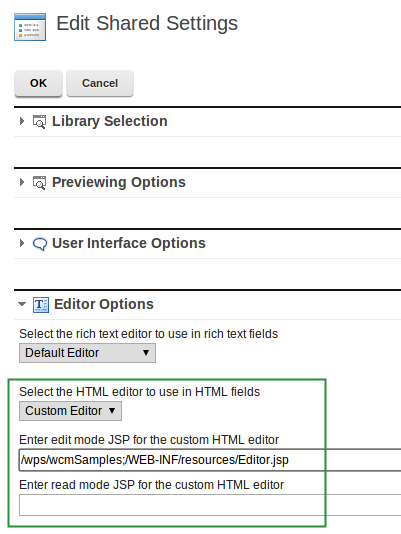 Edit Shared Settings
OK Cancel
Library Selection
Previewing Options
User Interface Options
Editor Options
Select the rich text editor to use in rich text fields
Default Editor
Select the HTML editor to use in HTML fields
Custom Editor
Enter edit mode JSP for the custom HTML editor
/wps/wcmSamples;/WEB-INF/resources/Editor.jsp
Enter read mode JSP for the custom HTML editor